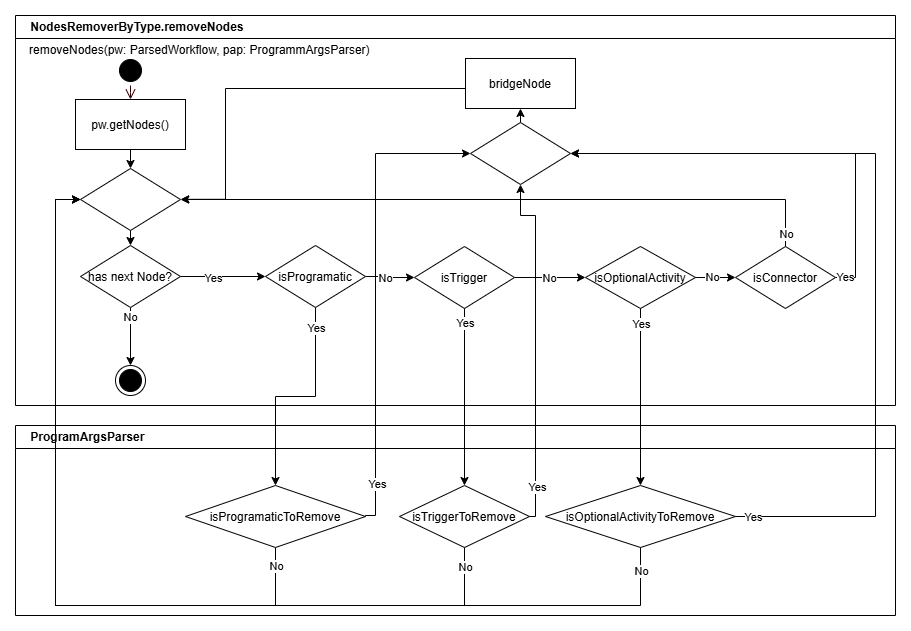 NodesRemoverByType.removeNodes
removeNodes(pw: ParsedWorkflow, pap: ProgrammArgsParser)
bridgeNode
pw.getNodes()
No
has next Node?
Yes
isProgramatic
No
isTrigger
No
isOptionalActivity
No
isConnector
Yes
No
Yes
Yes
Yes
ProgramArgsParser
Yes
Yes
isProgramaticToRemove
isTriggerToRemove
isOptionalActivityToRemove
Yes
No
No
No